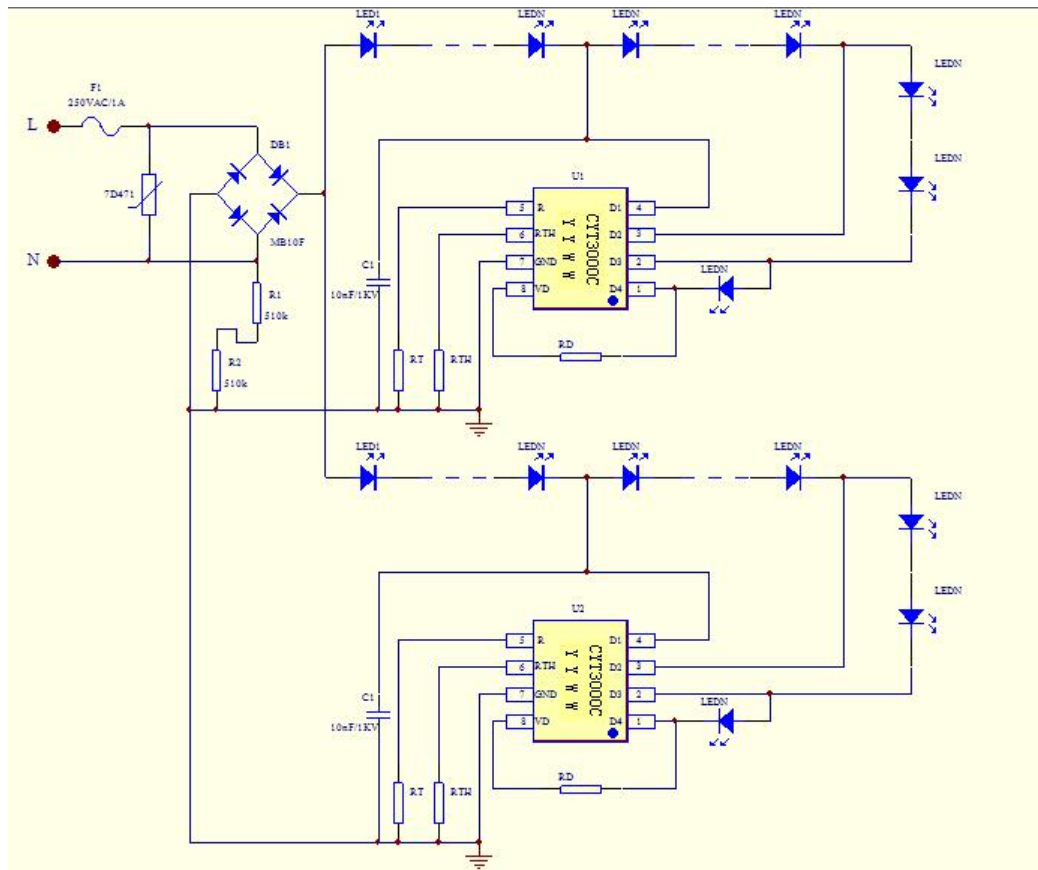 LED1
LEDN
LEDN
LEDN
LEDN
F1
250VAC/1A
L
DB1
7D471
LEDN
U1
5 R D1 4
6 RTH D2 3
7 GND D3 2
8 VD D4 1
CYT3000C
Y Y W W
MB10F
N
C1
10nF/1KV
LEDN
R1
510k
R2
510k
RT
RTH
RD
LED1
LEDN
LEDN
LEDN
LEDN
LEDN
U2
5 R D1 4
6 RTH D2 3
7 GND D3 2
8 VD D4 1
CYT3000C
Y Y W W
C1
10nF/1KV
LEDN
RT
RTH
RD